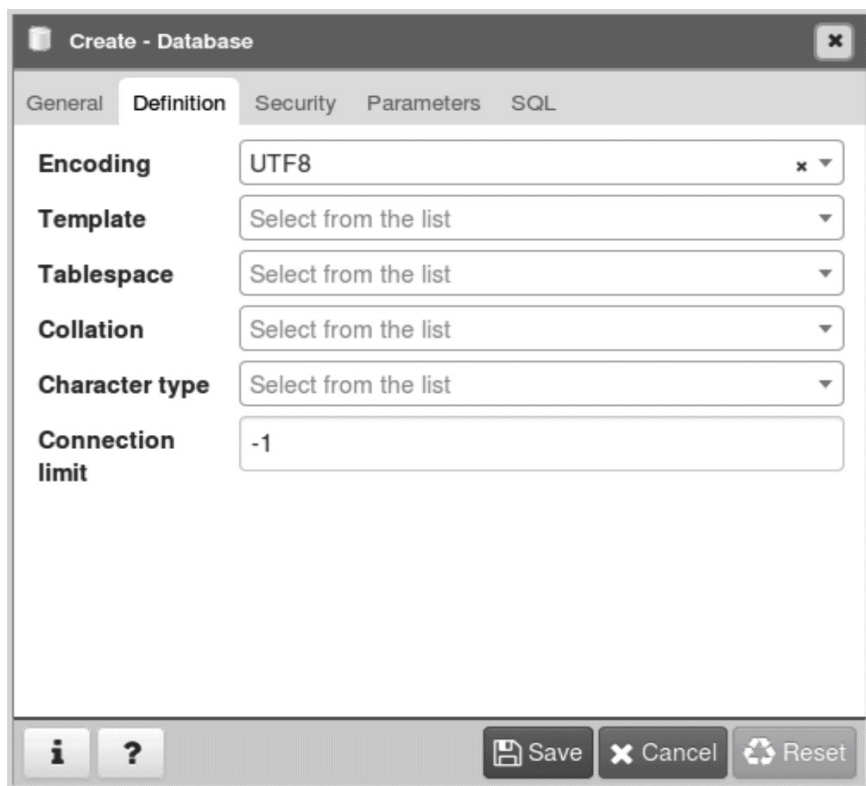 Create - Database
General Definition Security Parameters SQL
Encoding UTF8
Template Select from the list
Tablespace Select from the list
Collation Select from the list
Character type Select from the list
Connection limit -1
i ? Save Cancel Reset